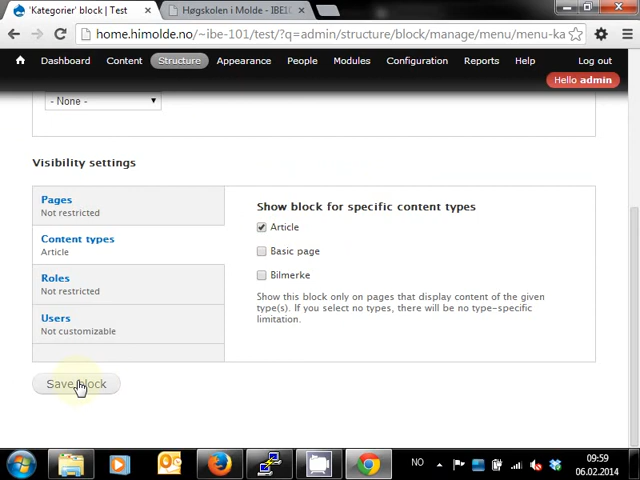 'Kategorier' block | Test
Høgskolen i Molde - IBE1(
home.himolde.no/~ibe-101/test/?q=admin/structure/block/manage/menu/menu-ka
Dashboard Content Structure Appearance People Modules Configuration Reports Help Log out
Hello admin
- None -
Visibility settings
Pages
Not restricted
Content types
Article
Roles
Not restricted
Users
Not customizable
Show block for specific content types
Article
Basic page
Bilmerke
Show this block only on pages that display content of the given
type(s). If you select no types, there will be no type-specific
limitation.
Save block
NO
09:59
06.02.2014